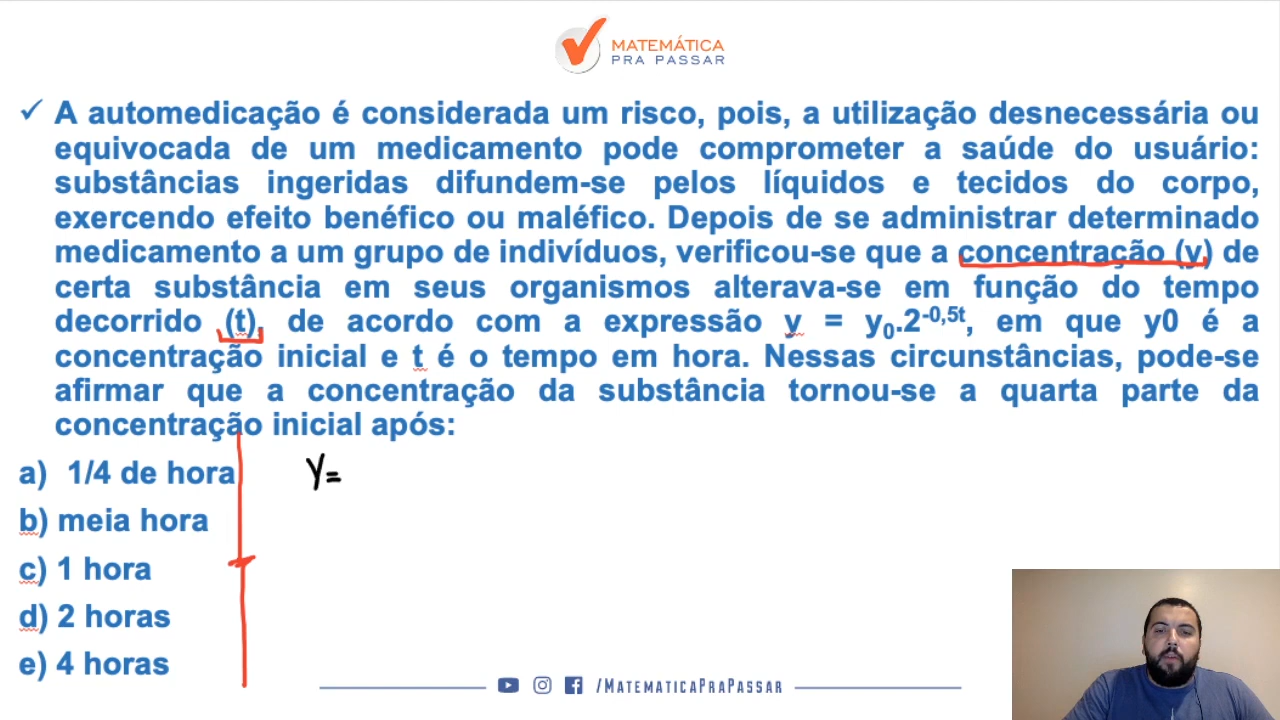 MATEMÁTICA
PRA PASSAR
✓ A automedicação é considerada um risco, pois, a utilização desnecessária ou
equivocada de um medicamento pode comprometer a saúde do usuário:
substâncias ingeridas difundem-se pelos líquidos e tecidos do corpo,
exercendo efeito benéfico ou maléfico. Depois de se administrar determinado
medicamento a um grupo de indivíduos, verificou-se que a concentração (y) de
certa substância em seus organismos alterava-se em função do tempo
decorrido (t), de acordo com a expressão y = y₀.2⁻⁰,⁵ᵗ, em que y0 é a
concentração inicial e t é o tempo em hora. Nessas circunstâncias, pode-se
afirmar que a concentração da substância tornou-se a quarta parte da
concentração inicial após:
a) 1/4 de hora
Y=
b) meia hora
c) 1 hora
d) 2 horas
e) 4 horas
/MATEMATICAPRAPASSAR